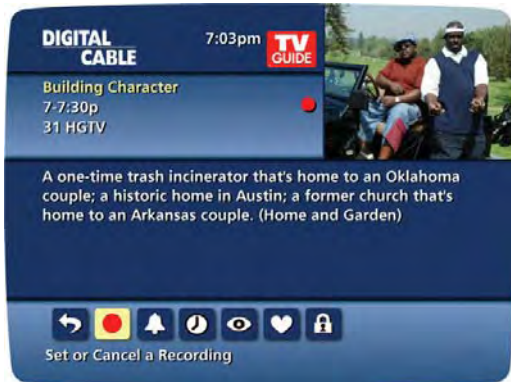 DIGITAL
CABLE
7:03pm
TV
GUIDE
Building Character
7-7:30p
31 HGTV
A one-time trash incinerator that's home to an Oklahoma
couple; a historic home in Austin; a former church that's
home to an Arkansas couple. (Home and Garden)
Set or Cancel a Recording